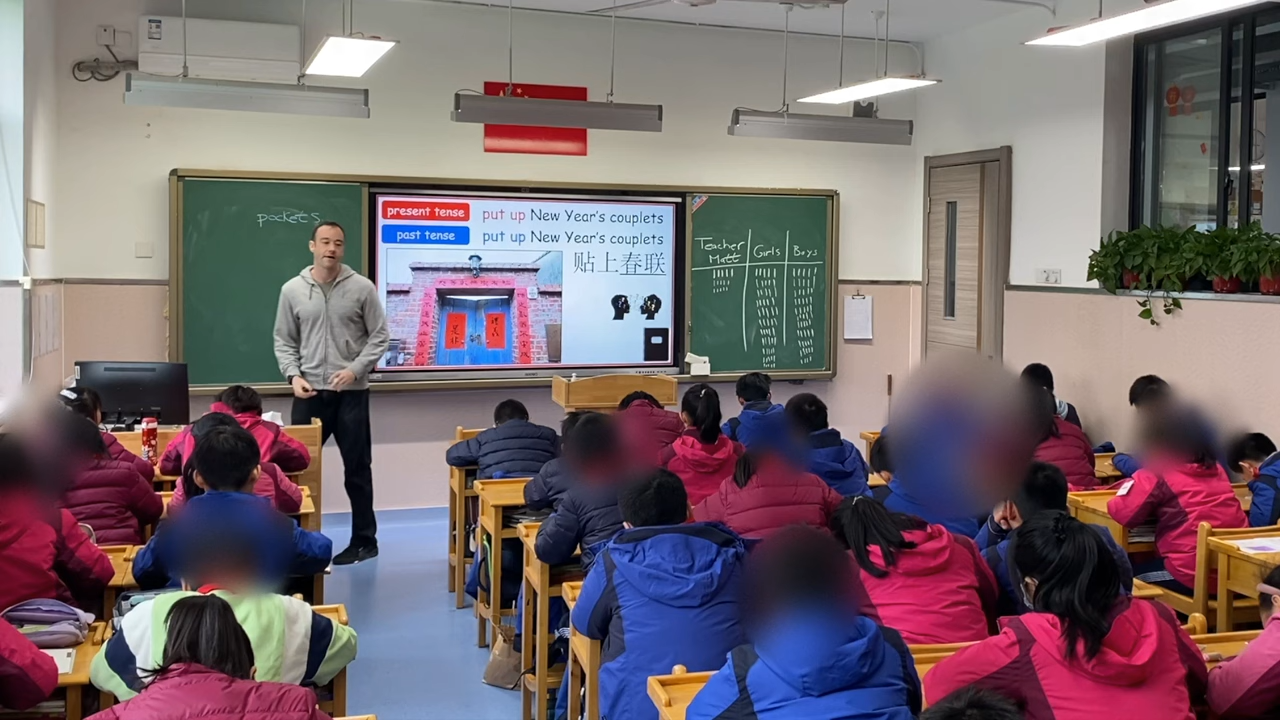 pockets
present tense
put up New Year's couplets
past tense
put up New Year's couplets
贴上春联
Teacher Matt
Girls
Boys